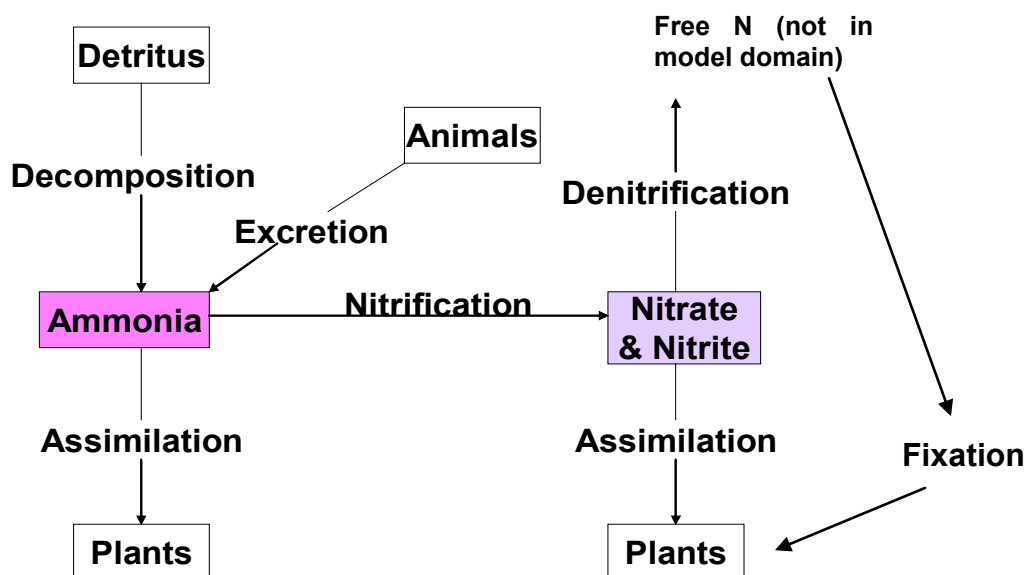 Free N (not in
model domain)
Detritus
Animals
Decomposition
Denitrification
Excretion
Ammonia
Nitrification
Nitrate
& Nitrite
Assimilation
Assimilation
Fixation
Plants
Plants